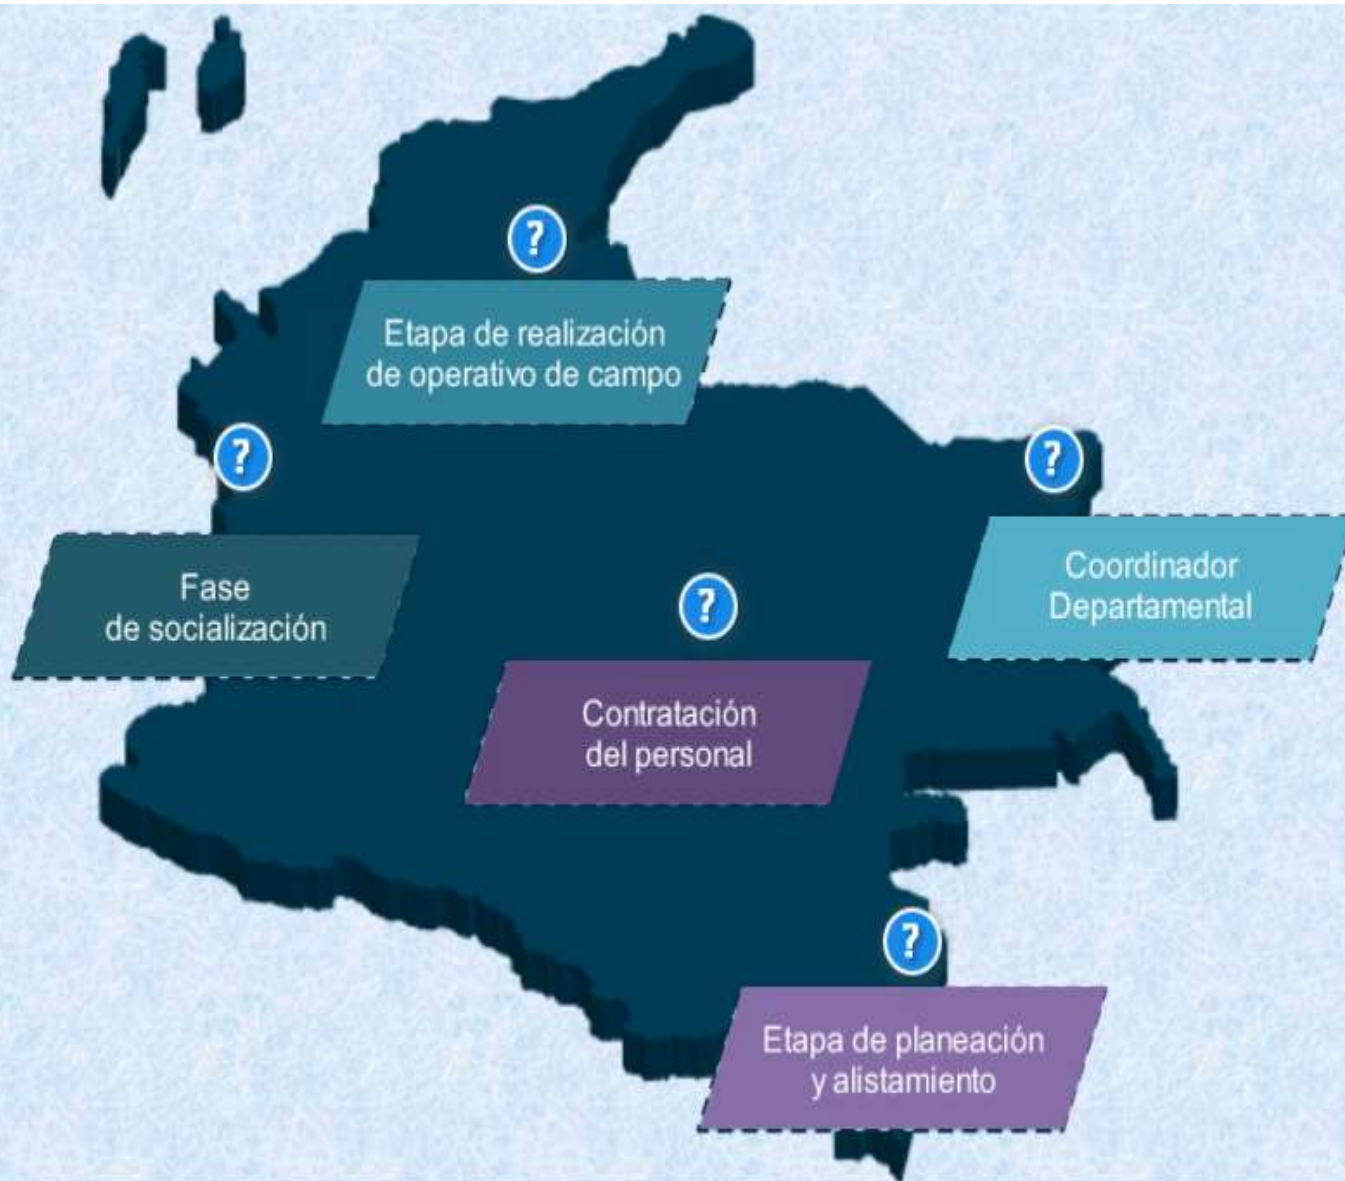 ?
Etapa de realización
de operativo de campo
?
Fase
de socialización
?
Coordinador
Departamental
?
Contratación
del personal
?
Etapa de planeación
y alistamiento